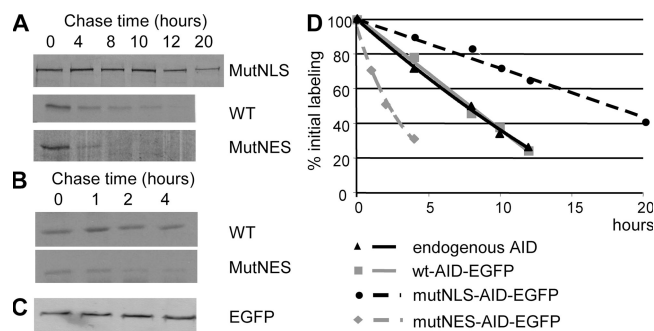 A
Chase time (hours)
0 4 8 10 12 20
MutNLS
WT
MutNES
B
Chase time (hours)
0 1 2 4
WT
MutNES
C
EGFP
D
% initial labeling
100
80
60
40
20
0
0 5 10 15 20
hours
endogenous AID
wt-AID-EGFP
mutNLS-AID-EGFP
mutNES-AID-EGFP